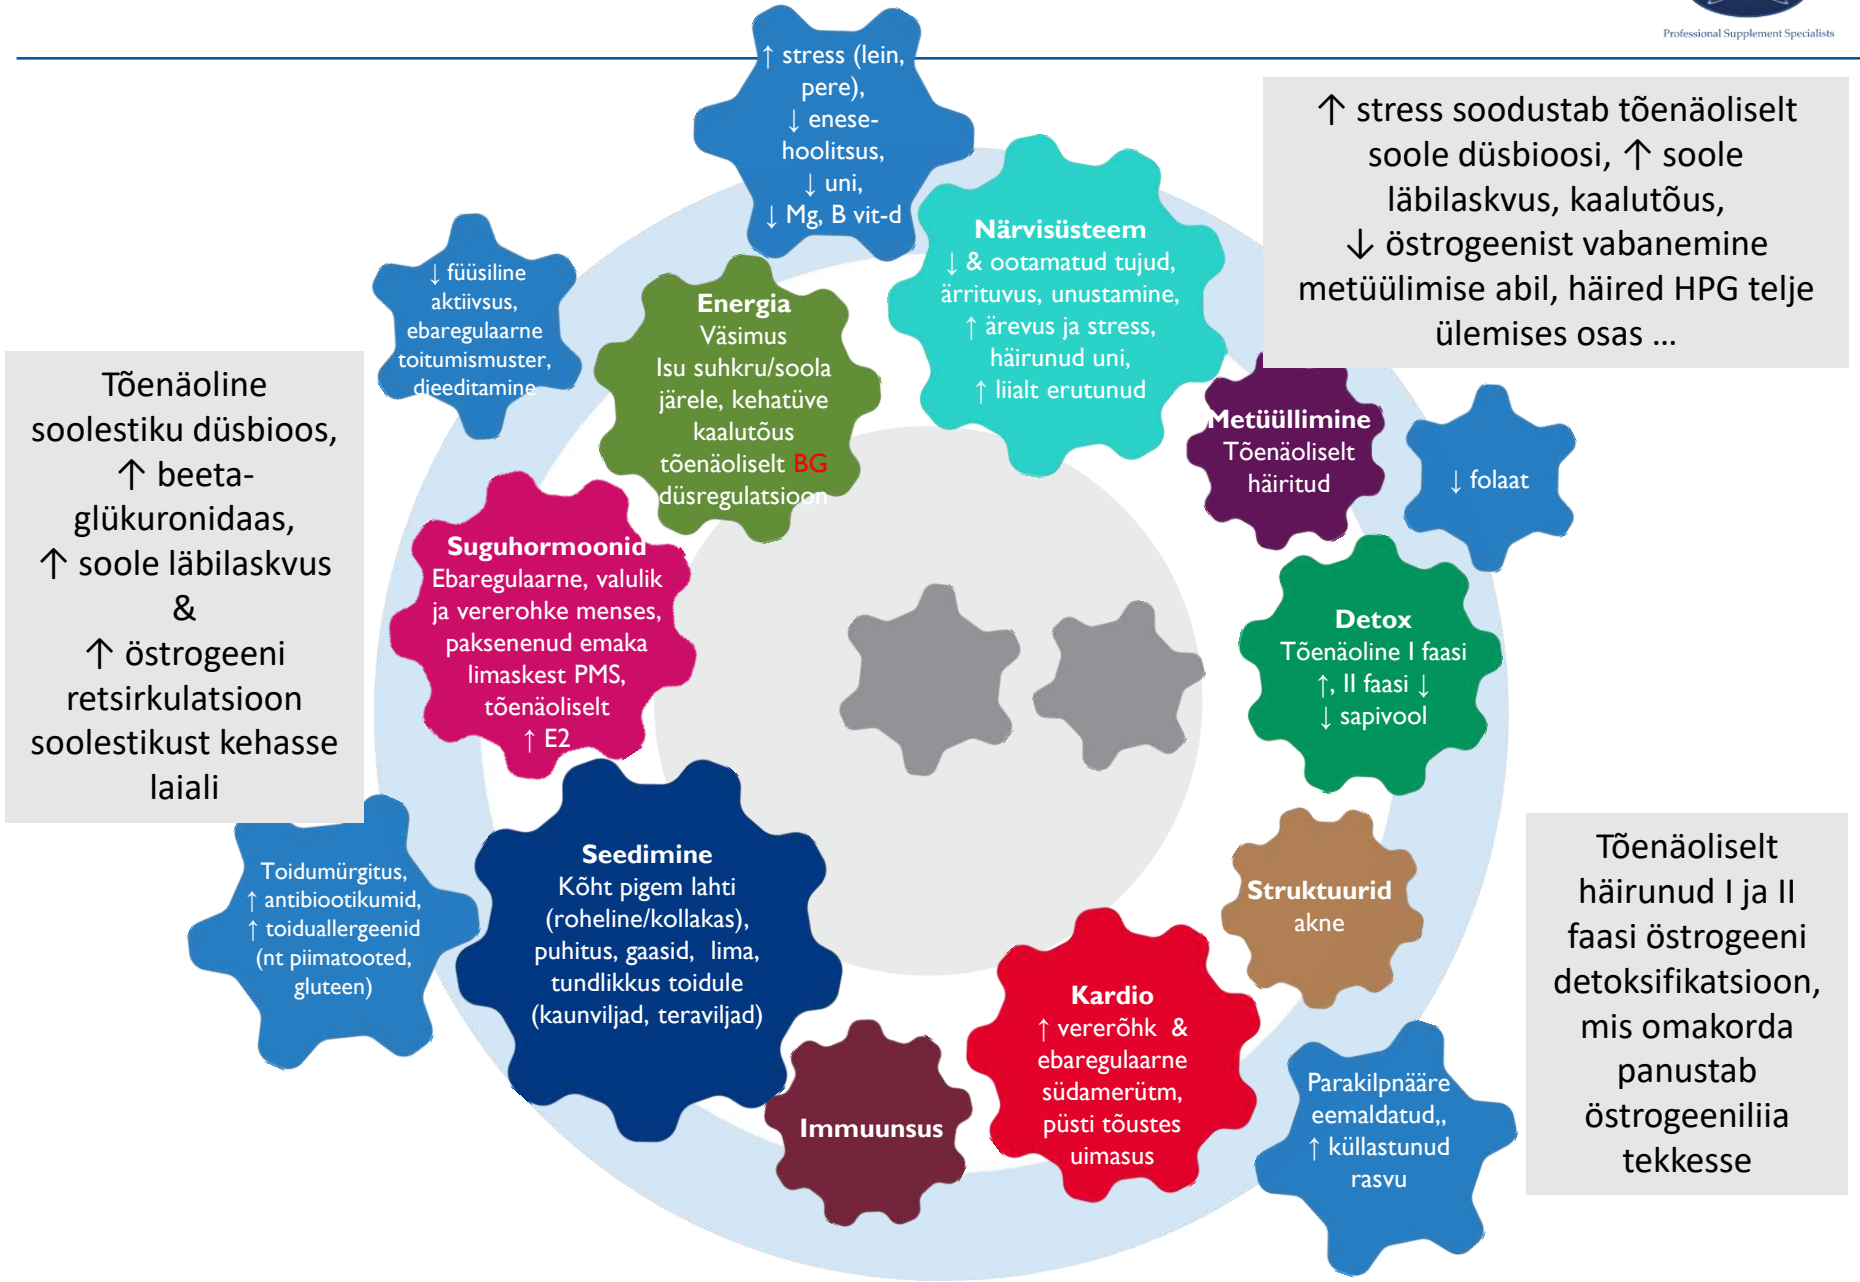 Professional Supplement Specialists
↑ stress (lein,
pere),
↓ enese-
hoolitsus,
↓ uni,
↓ Mg, B vit-d
↑ stress soodustab tõenäoliselt
soole düsbioosi, ↑ soole
läbilaskvus, kaalutõus,
↓ östrogeenist vabanemine
metüülimise abil, häired HPG telje
ülemises osas ...
Närvisüsteem
↓ & ootamatud tujud,
ärrituvus, unustamine,
↑ ärevus ja stress,
häirunud uni,
↑ liialt erutunud
↓ füüsiline
aktiivsus,
ebaregulaarne
toitumismuster,
dieeditamine
Energia
Väsimus
Isu suhkru/soola
järele, kehatüve
kaalutõus
tõenäoliselt BG
düsregulatsioon
Metüüllimine
Tõenäoliselt
häiritud
↓ folaat
Tõenäoline
soolestiku düsbioos,
↑ beeta-
glükuronidaas,
↑ soole läbilaskvus
&
↑ östrogeeni
retsirkulatsioon
soolestikust kehasse
laiali
Suguhormoonid
Ebaregulaarne, valulik
ja vererohke menses,
paksenenud emaka
limaskest PMS,
tõenäoliselt
↑ E2
Detox
Tõenäoline I faasi
↑, II faasi ↓
↓ sapivool
Toidumürgitus,
↑ antibiootikumid,
↑ toiduallergeenid
(nt piimatooted,
gluteen)
Seedimine
Kõht pigem lahti
(roheline/kollakas),
puhitus, gaasid, lima,
tundlikkus toidule
(kaunviljad, teraviljad)
Struktuurid
akne
Immuunsus
Kardio
↑ vererõhk &
ebaregulaarne
südamerütm,
püsti tõustes
uimasus
Parakilpnääre
eemaldatud,,
↑ küllastunud
rasvu
Tõenäoliselt
häirunud I ja II
faasi östrogeeni
detoksifikatsioon,
mis omakorda
panustab
östrogeeniliia
tekkesse